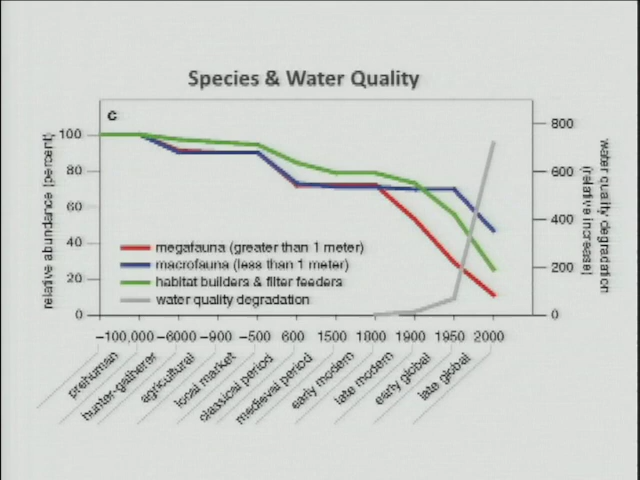 Species & Water Quality
c
relative abundance (percent)
100
80
60
40
20
0
800
600
400
200
0
water quality degradation
(relative increase)
megafauna (greater than 1 meter)
macrofauna (less than 1 meter)
habitat builders & filter feeders
water quality degradation
−100,000 −6000 −900 −500 600 1500 1800 1900 1950 2000
prehuman
hunter-gatherer
agricultural
local market
classical period
medieval period
early modern
late modern
early global
late global